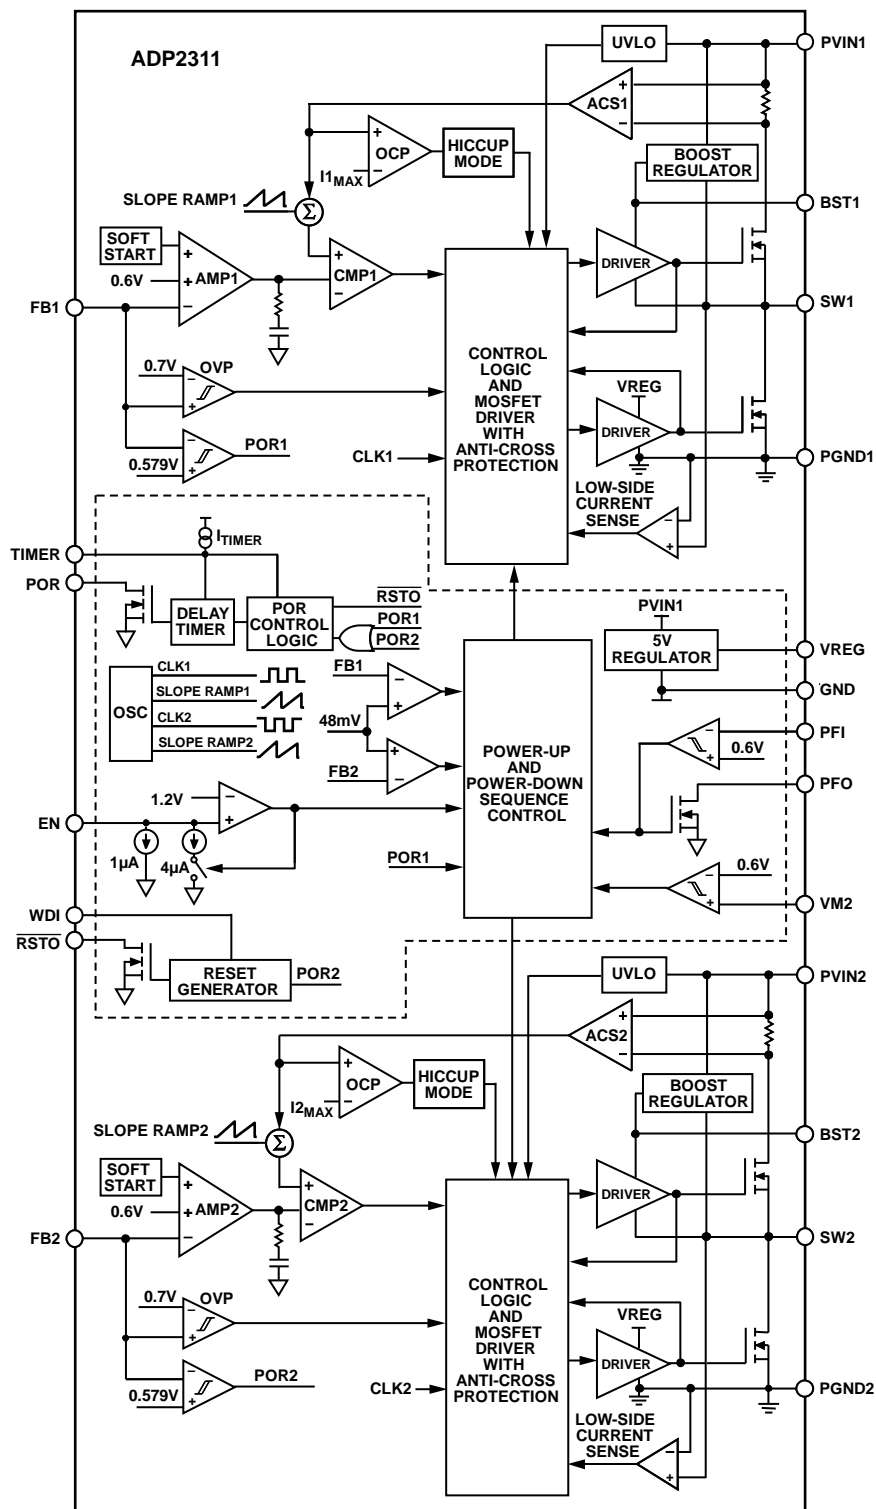 ADP2311
UVLO
PVIN1
+
ACS1
–
+
OCP
–
I1MAX
HICCUP
MODE
BOOST
REGULATOR
SLOPE RAMP1
Σ
BST1
SOFT
START
+
0.6V
+
AMP1
–
+
CMP1
–
DRIVER
FB1
SW1
0.7V
–
OVP
+
CONTROL
LOGIC
AND
MOSFET
DRIVER
WITH
ANTI-CROSS
PROTECTION
VREG
DRIVER
–
POR1
0.579V
+
CLK1
PGND1
LOW-SIDE
CURRENT
SENSE
–
+
ITIMER
TIMER
POR
DELAY
TIMER
POR
CONTROL
LOGIC
RSTO
POR1
POR2
PVIN1
5V
REGULATOR
VREG
GND
OSC
CLK1
SLOPE RAMP1
CLK2
SLOPE RAMP2
FB1
–
+
48mV
+
FB2
–
POWER-UP
AND
POWER-DOWN
SEQUENCE
CONTROL
–
PFI
+
0.6V
PFO
1.2V
–
+
EN
1µA
4µA
POR1
0.6V
–
+
VM2
WDI
RSTO
RESET
GENERATOR
POR2
UVLO
PVIN2
+
ACS2
–
+
OCP
–
I2MAX
HICCUP
MODE
BOOST
REGULATOR
SLOPE RAMP2
Σ
BST2
SOFT
START
+
0.6V
+
AMP2
–
+
CMP2
–
DRIVER
FB2
SW2
0.7V
–
OVP
+
CONTROL
LOGIC
AND
MOSFET
DRIVER
WITH
ANTI-CROSS
PROTECTION
VREG
DRIVER
–
POR2
0.579V
+
CLK2
PGND2
LOW-SIDE
CURRENT
SENSE
–
+